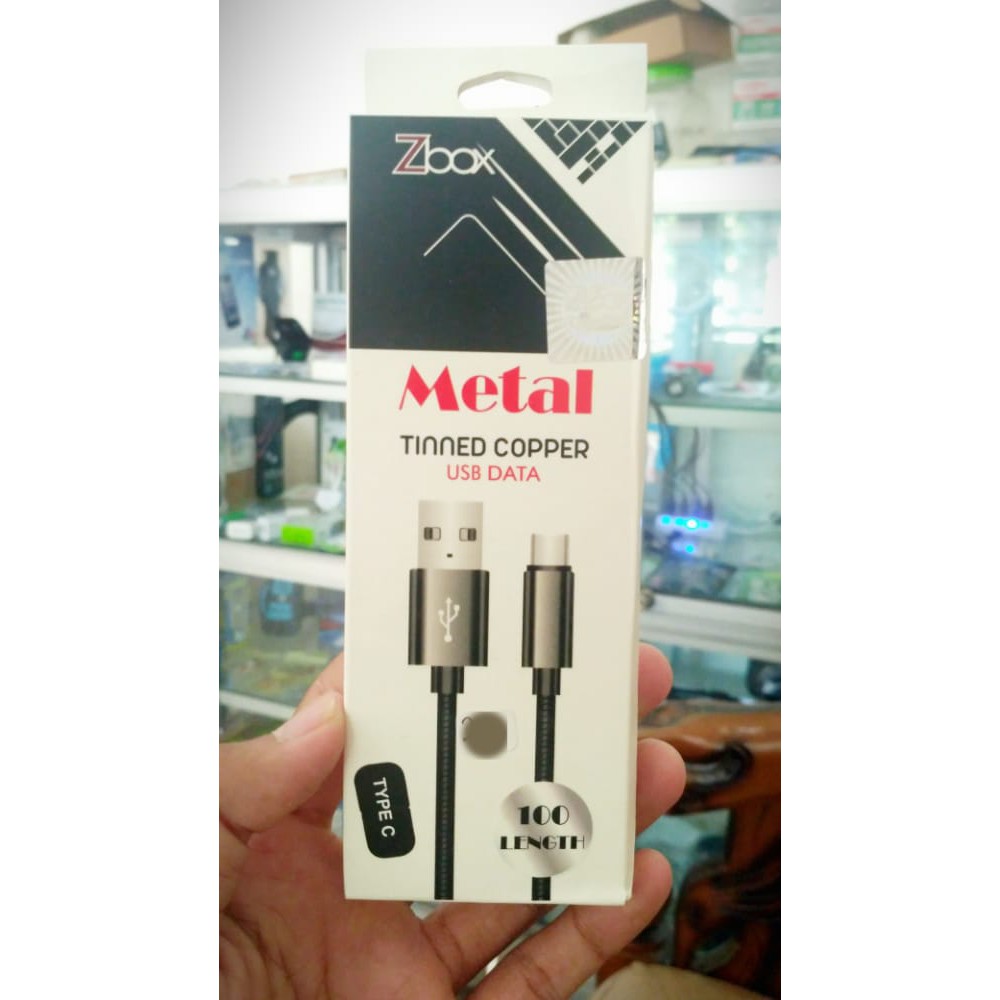 Zbox
Metal
TINNED COPPER
USB DATA
TYPE C
100
LENGTH